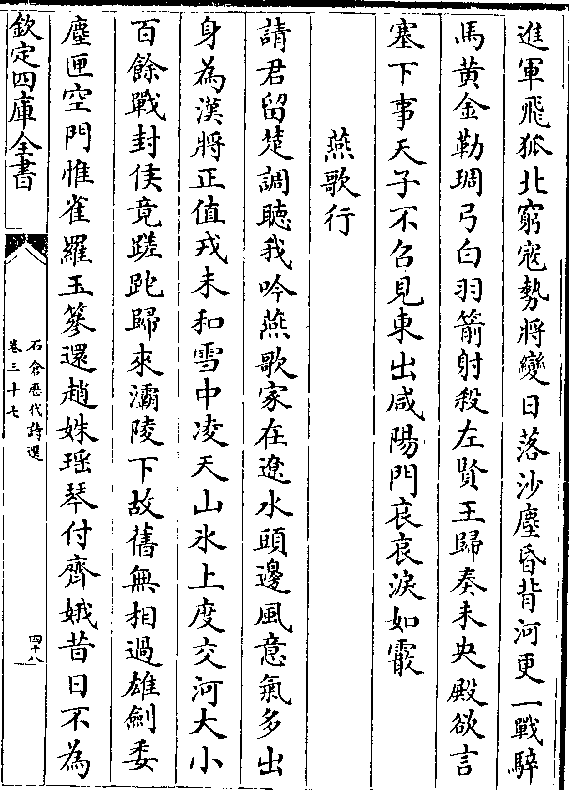 進軍飛狐北窮寇勢將變日落沙塵昏背河更一戰騂
馬黄金勒琱弓白羽箭射殺左賢王歸奏未央殿欲言
塞下事天子不召見東出咸陽門哀哀淚如霰
燕歌行
請君留楚調聽我吟燕歌家在遼水頭邊風意氣多出
身為漢將正值戎未和雪中凌天山氷上度交河大小
百餘戰封侯竟蹉跎歸來灞陵下故舊無相過雄劍委
塵匣空門惟雀羅玉簪還趙姝瑶琴付齊娥昔日不為
欽定四庫全書
石倉歷代詩選
卷三十七
四十八